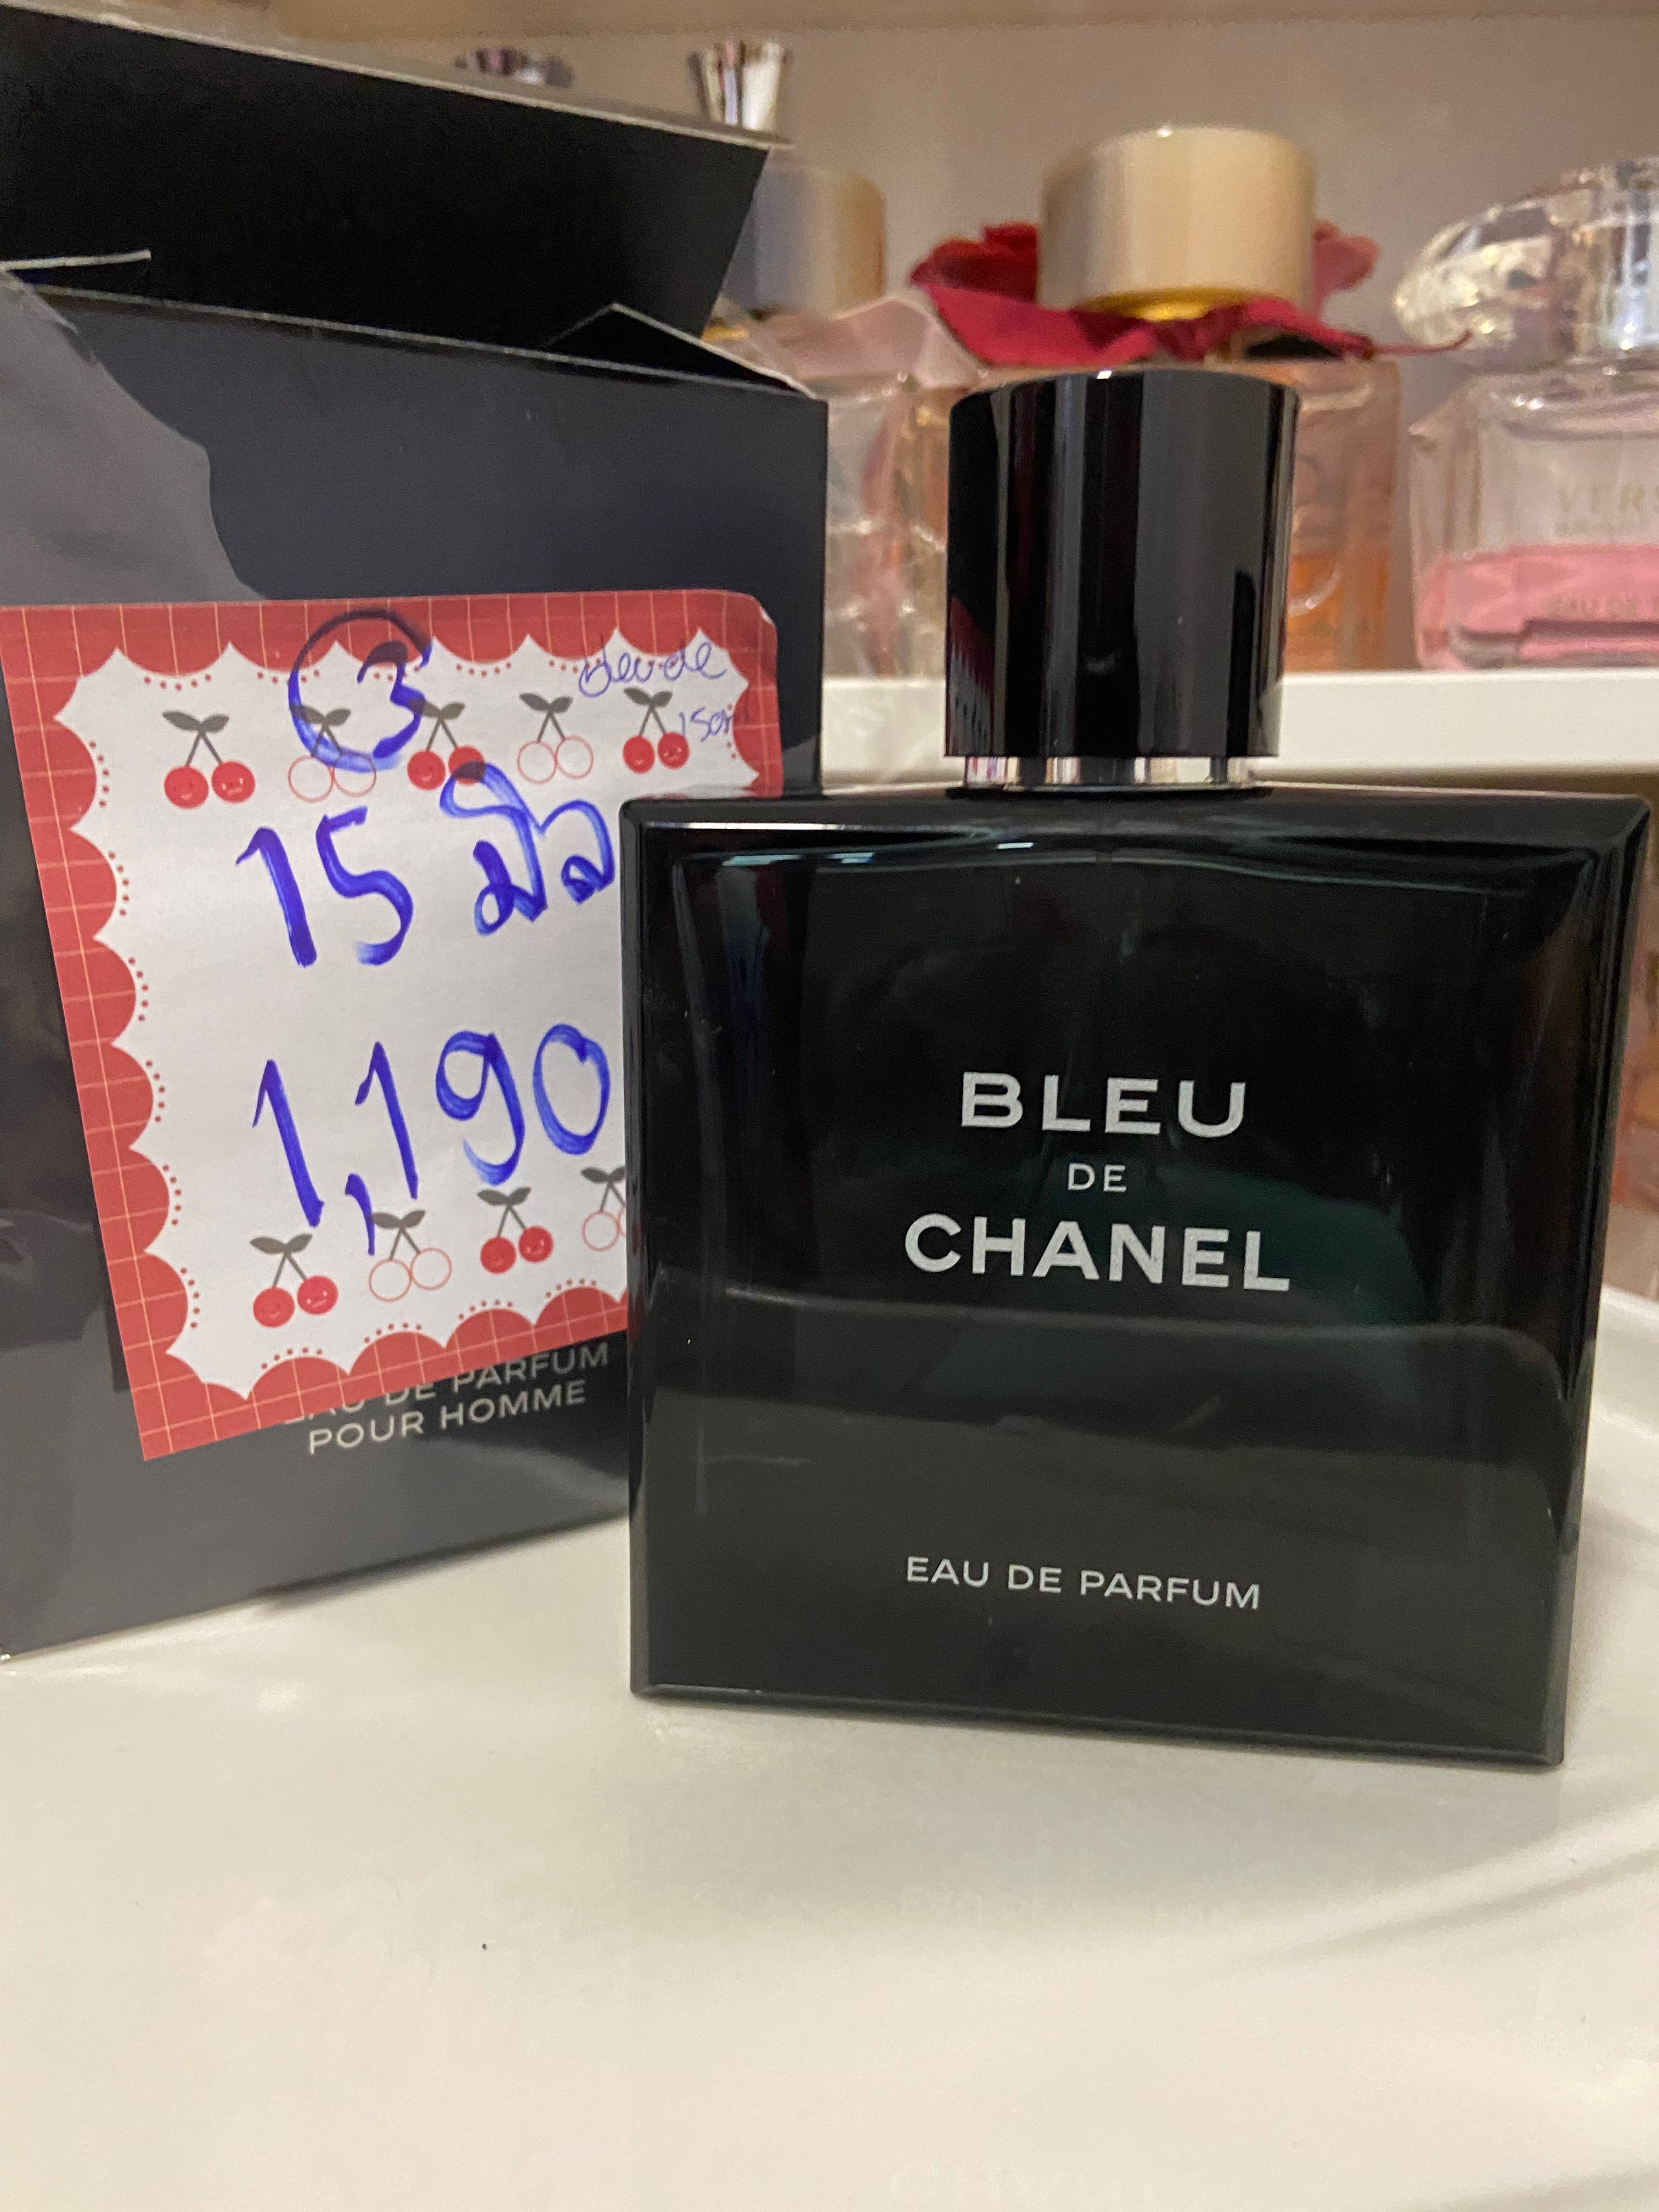 3
15 มิล
1,190
EAU DE PARFUM
POUR HOMME
BLEU
DE
CHANEL
EAU DE PARFUM